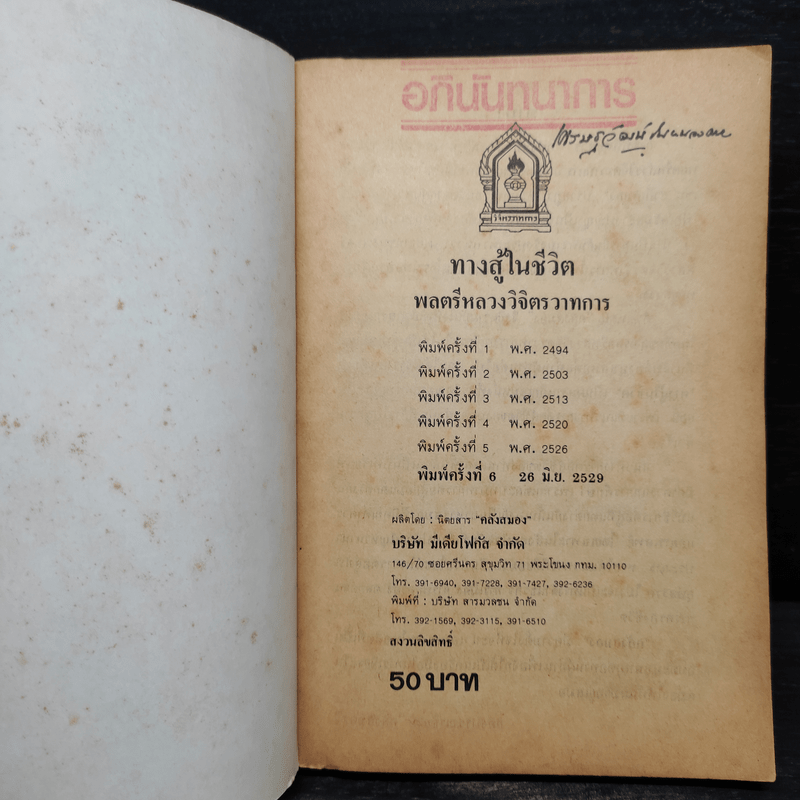 อภินันทนาการ
วิจิตรวาทการ
ทางสู้ในชีวิต
พลตรีหลวงวิจิตรวาทการ
พิมพ์ครั้งที่ 1 พ.ศ. 2494
พิมพ์ครั้งที่ 2 พ.ศ. 2503
พิมพ์ครั้งที่ 3 พ.ศ. 2513
พิมพ์ครั้งที่ 4 พ.ศ. 2520
พิมพ์ครั้งที่ 5 พ.ศ. 2526
พิมพ์ครั้งที่ 6 26 มิ.ย. 2529
ผลิตโดย : นิตยสาร "คลังสมอง"
บริษัท มีเดียโฟกัส จำกัด
146/70 ซอยศรีนคร สุขุมวิท 71 พระโขนง กทม. 10110
โทร. 391-6940, 391-7228, 391-7427, 392-6236
พิมพ์ที่ : บริษัท สารมวลชน จำกัด
โทร. 392-1569, 392-3115, 391-6510
สงวนลิขสิทธิ์
50 บาท